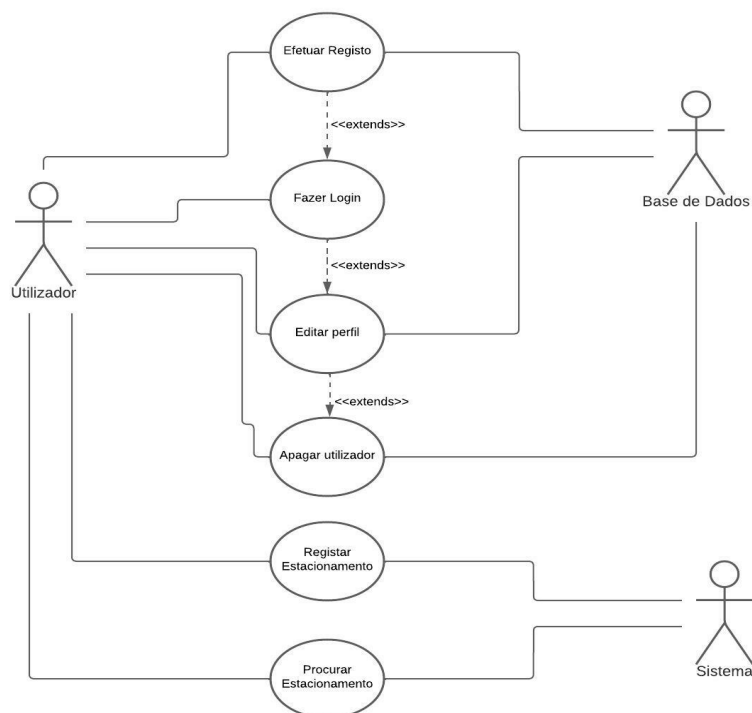 Efetuar Registo
<<extends>>
Fazer Login
Base de Dados
<<extends>>
Utilizador
Editar perfil
<<extends>>
Apagar utilizador
Registar
Estacionamento
Sistema
Procurar
Estacionamento